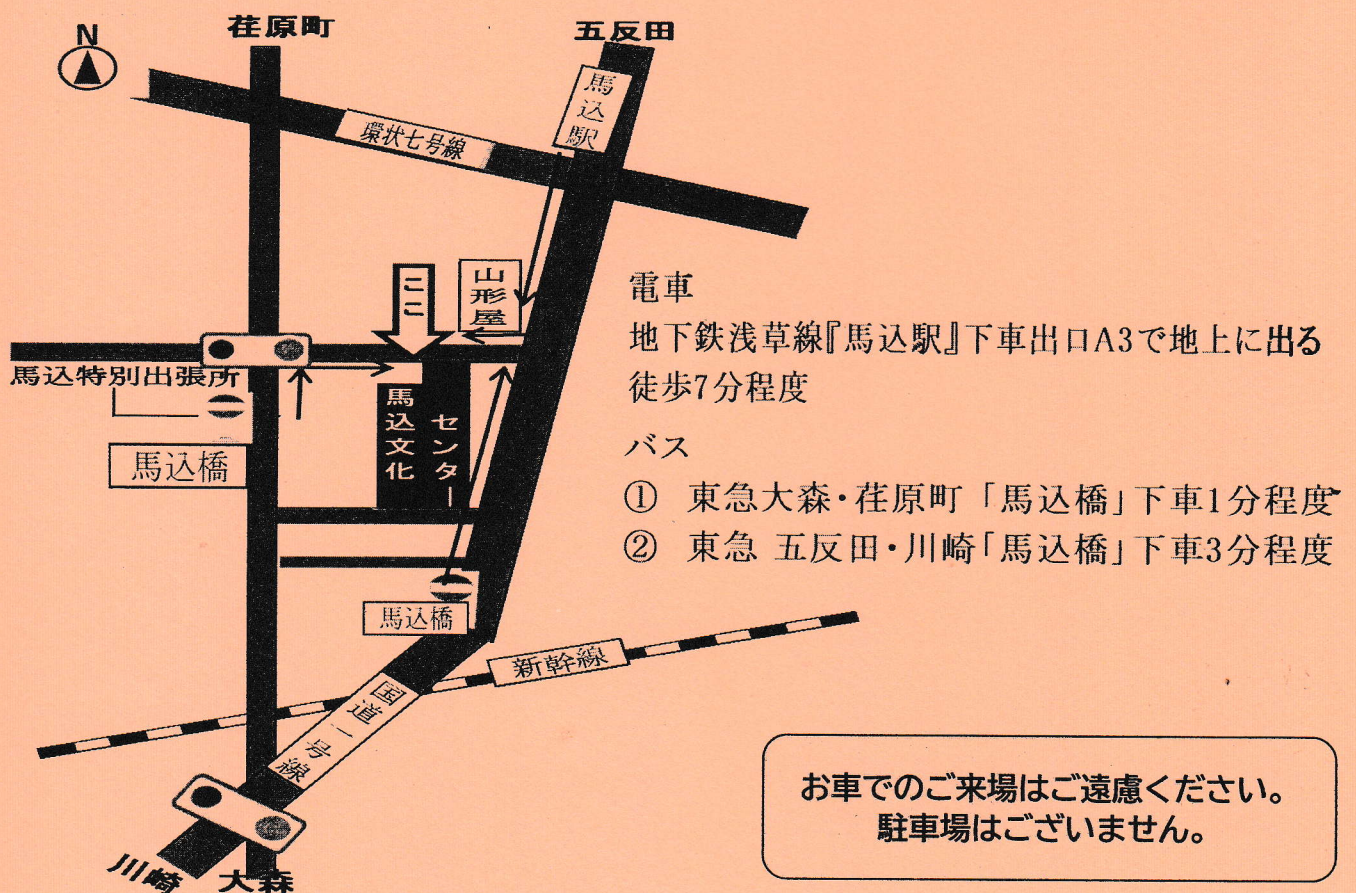 N
荏原町
五反田
馬込駅
環状七号線
ここ
山形屋
馬込特別出張所
馬込文化
センター
馬込橋
馬込橋
新幹線
国道一号線
川崎
大森
電車
地下鉄浅草線『馬込駅』下車出口A3で地上に出る
徒歩7分程度
バス
① 東急大森・荏原町「馬込橋」下車1分程度
② 東急 五反田・川崎「馬込橋」下車3分程度
お車でのご来場はご遠慮ください。
駐車場はございません。